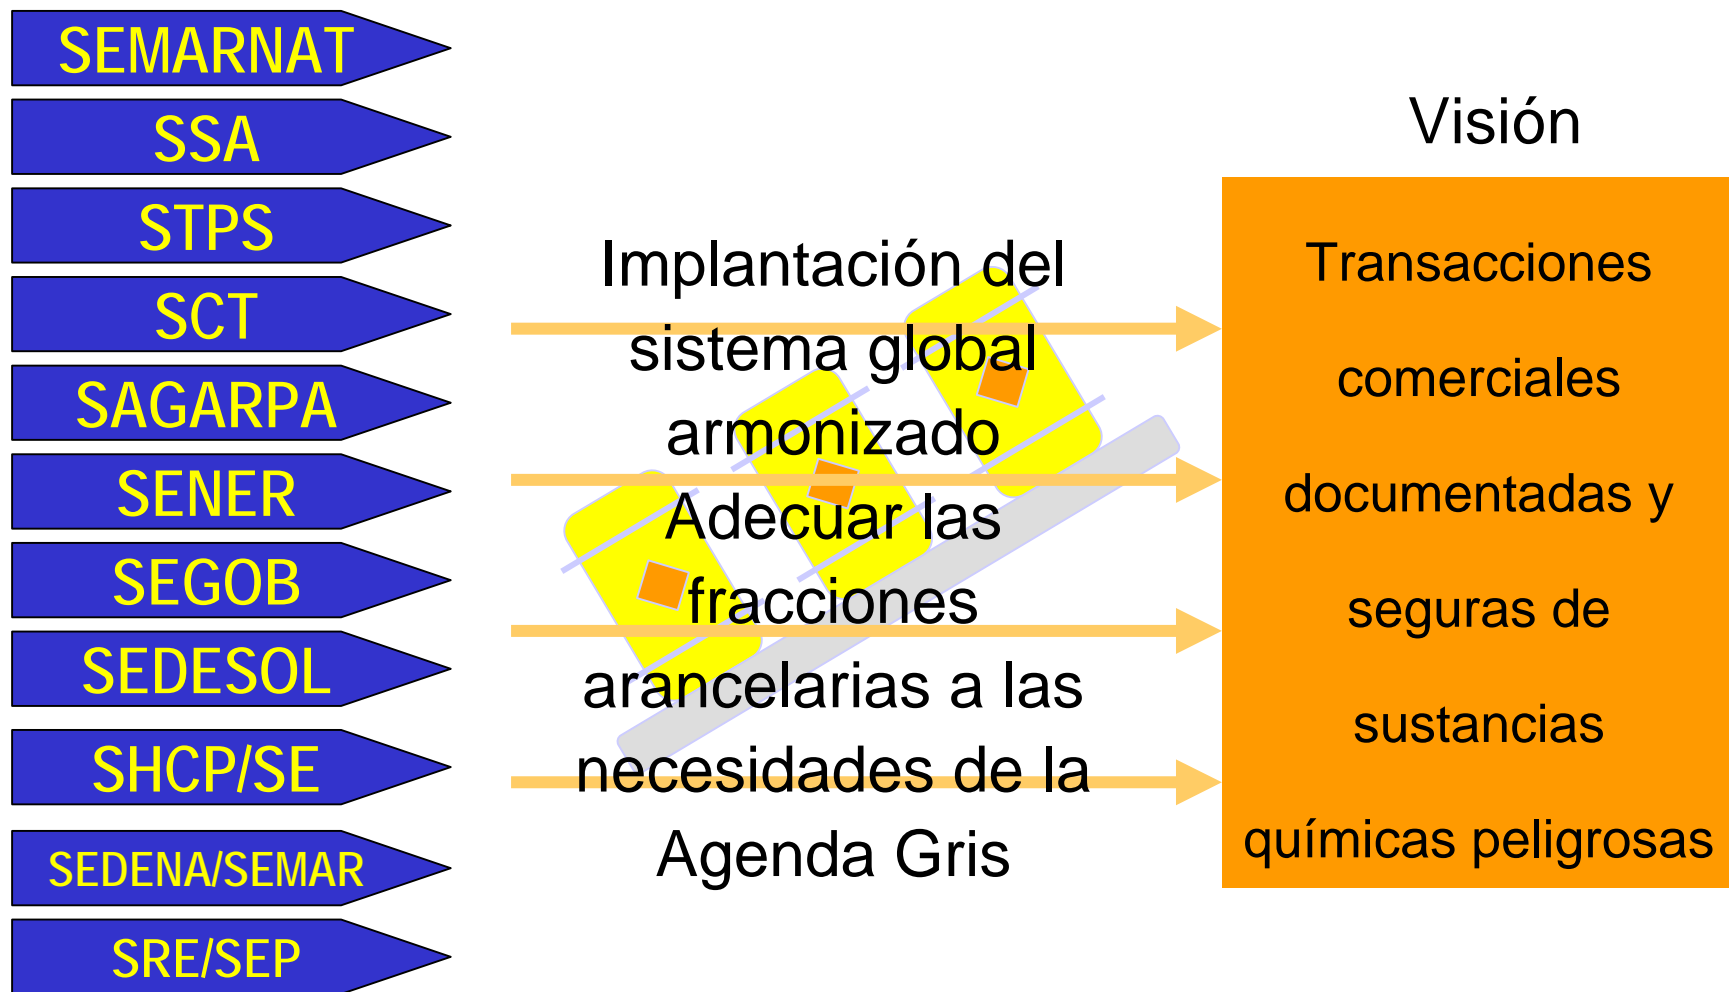 SEMARNAT
SSA
STPS
SCT
SAGARPA
SENER
SEGOB
SEDESOL
SHCP/SE
SEDENA/SEMAR
SRE/SEP
Implantación del
sistema global
armonizado
Adecuar las
fracciones
arancelarias a las
necesidades de la
Agenda Gris
Visión
Transacciones
comerciales
documentadas y
seguras de
sustancias
químicas peligrosas